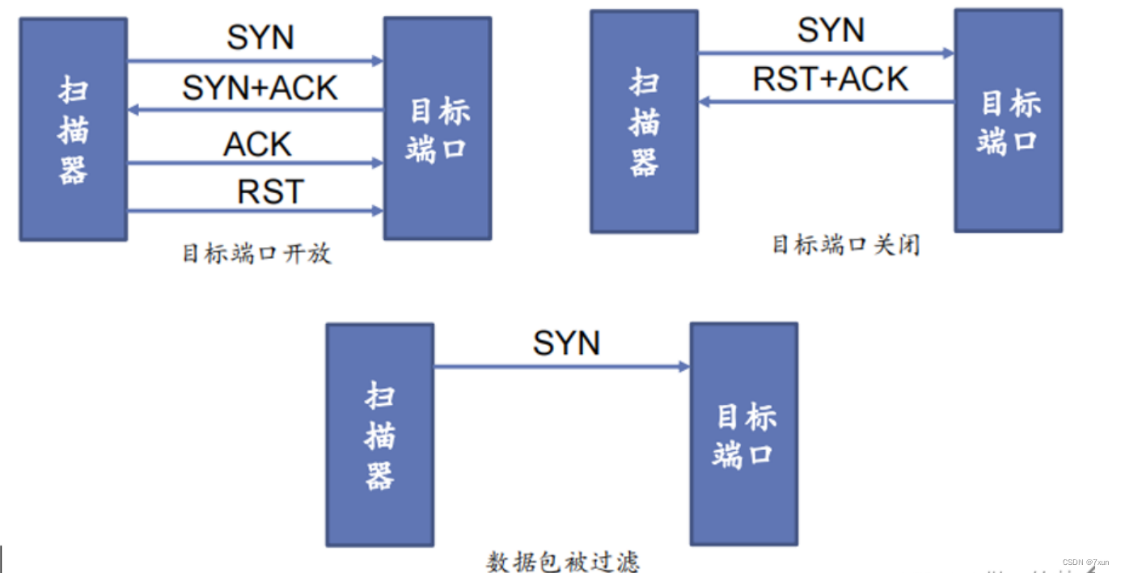 扫描器
SYN
SYN+ACK
ACK
RST
目标端口
目标端口开放
扫描器
SYN
RST+ACK
目标端口
目标端口关闭
扫描器
SYN
目标端口
数据包被过滤
CSDN @7xun